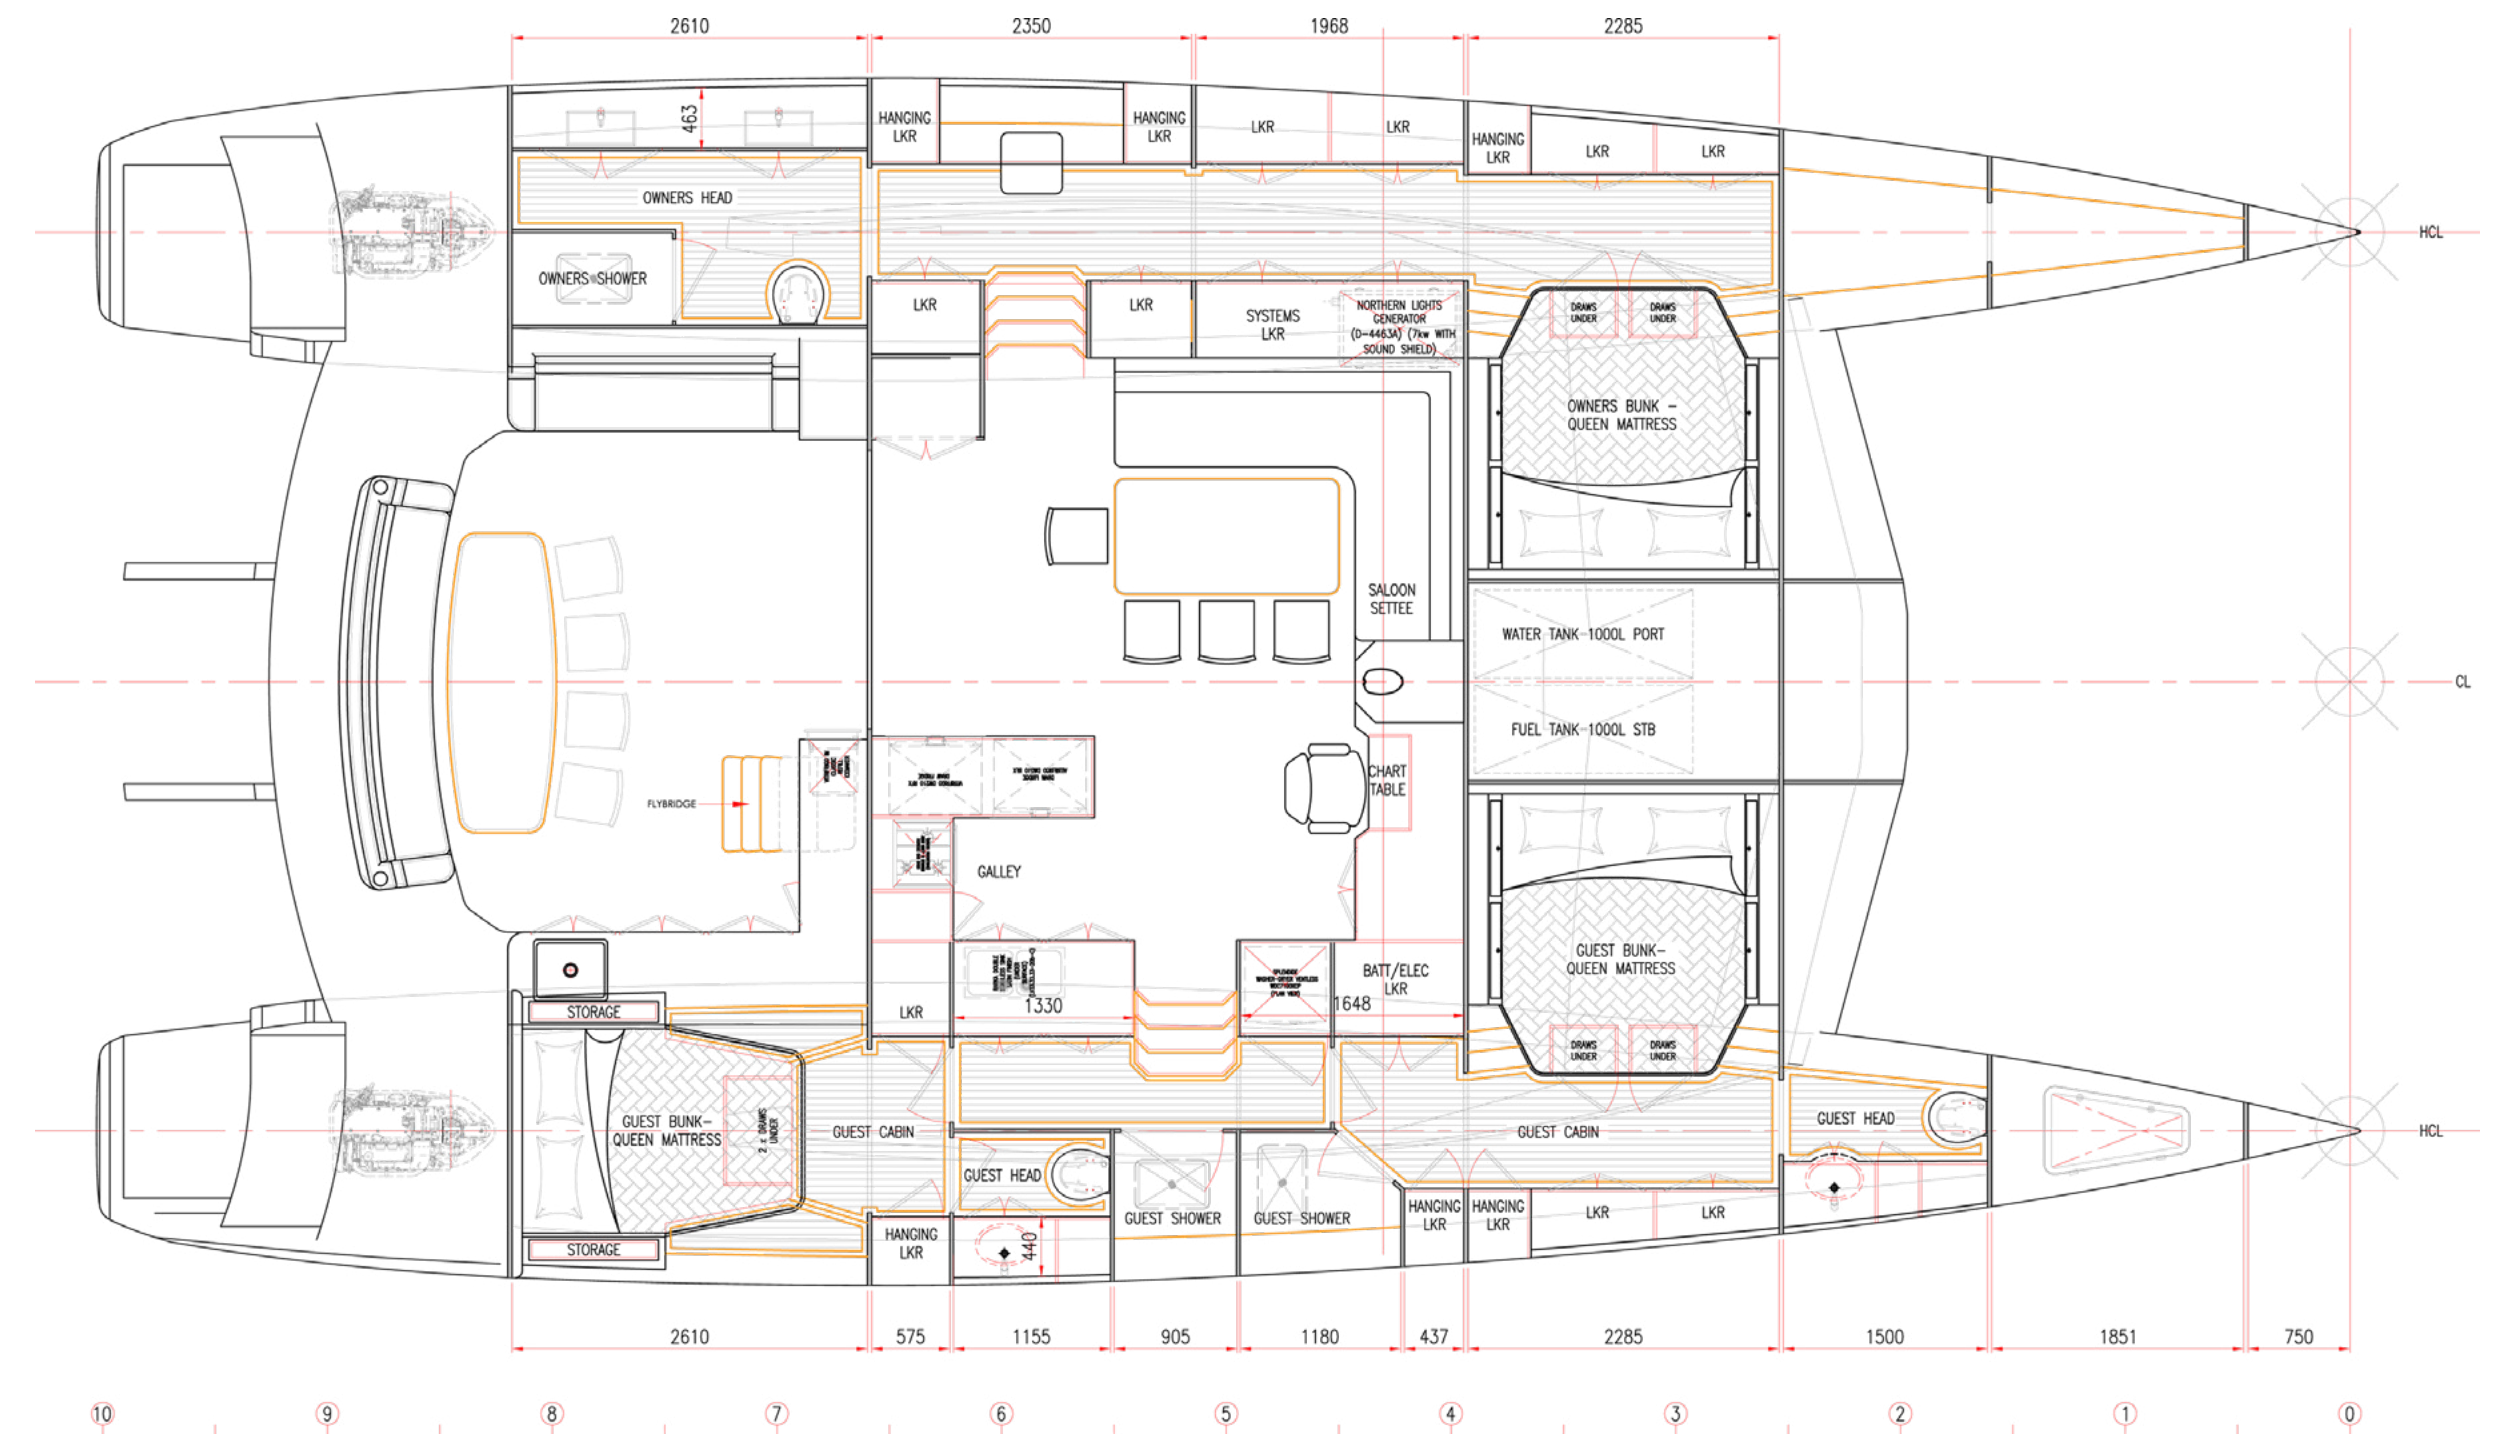 2610
2350
1968
2285
463
HANGING
LKR
HANGING
LKR
LKR
LKR
HANGING
LKR
LKR
LKR
OWNERS HEAD
HCL
OWNERS SHOWER
LKR
LKR
SYSTEMS
LKR
NORTHERN LIGHTS
GENERATOR
(D-4463A) (7kw WITH
SOUND SHIELD)
DRAWS
UNDER
DRAWS
UNDER
OWNERS BUNK -
QUEEN MATTRESS
SALOON
SETTEE
WATER TANK 1000L PORT
CL
FUEL TANK 1000L STB
FLYBRIDGE
CHART
TABLE
GALLEY
BATT/ELEC
LKR
GUEST BUNK-
QUEEN MATTRESS
1330
1648
STORAGE
LKR
DRAWS
UNDER
DRAWS
UNDER
GUEST BUNK-
QUEEN MATTRESS
2 x DRAWS
UNDER
GUEST CABIN
GUEST CABIN
GUEST HEAD
HCL
GUEST HEAD
GUEST SHOWER
GUEST SHOWER
HANGING
LKR
HANGING
LKR
LKR
LKR
STORAGE
HANGING
LKR
440
2610
575
1155
905
1180
437
2285
1500
1851
750
10
9
8
7
6
5
4
3
2
1
0